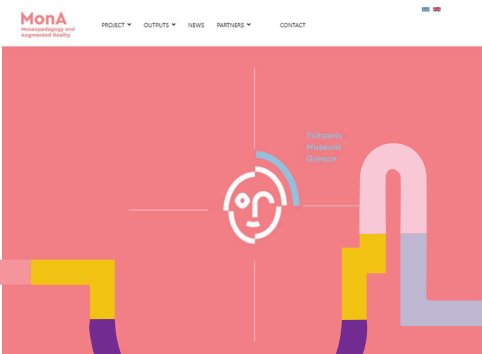 MonA
Museopedagogy and
Augmented Reality
PROJECT
OUTPUTS
NEWS
PARTNERS
CONTACT
Tsitsanis
Museum
Greece